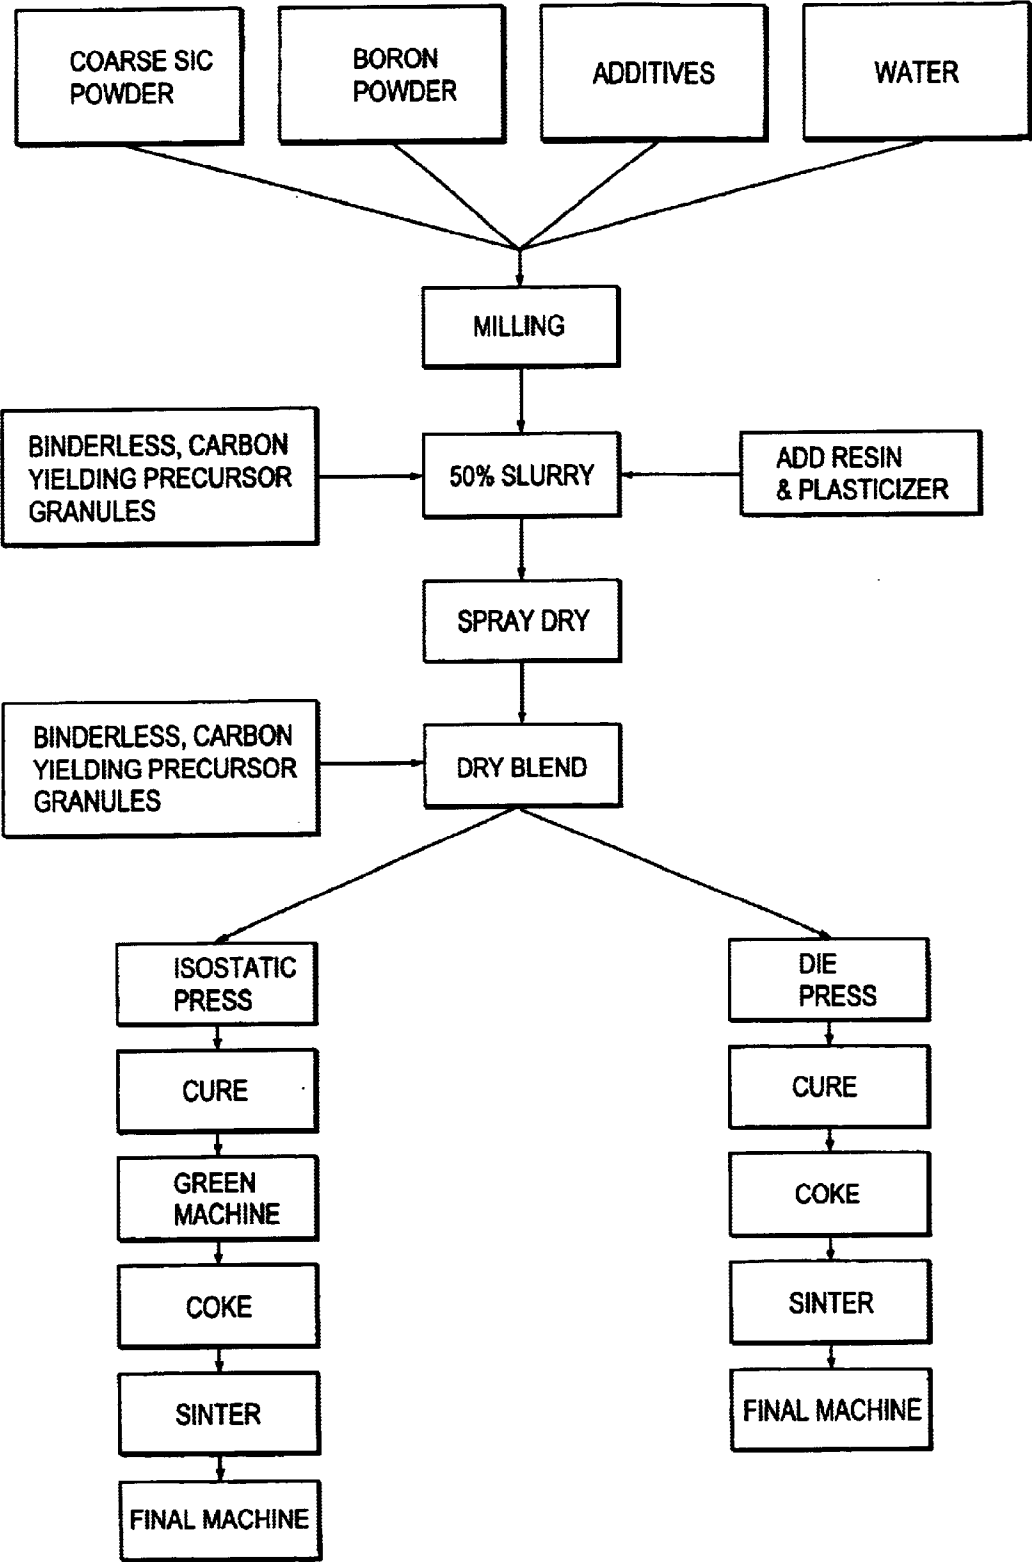 COARSE SIC
POWDER
BORON
POWDER
ADDITIVES
WATER
MILLING
BINDERLESS, CARBON
YIELDING PRECURSOR
GRANULES
50% SLURRY
ADD RESIN
& PLASTICIZER
SPRAY DRY
BINDERLESS, CARBON
YIELDING PRECURSOR
GRANULES
DRY BLEND
ISOSTATIC
PRESS
CURE
GREEN
MACHINE
COKE
SINTER
FINAL MACHINE
DIE
PRESS
CURE
COKE
SINTER
FINAL MACHINE